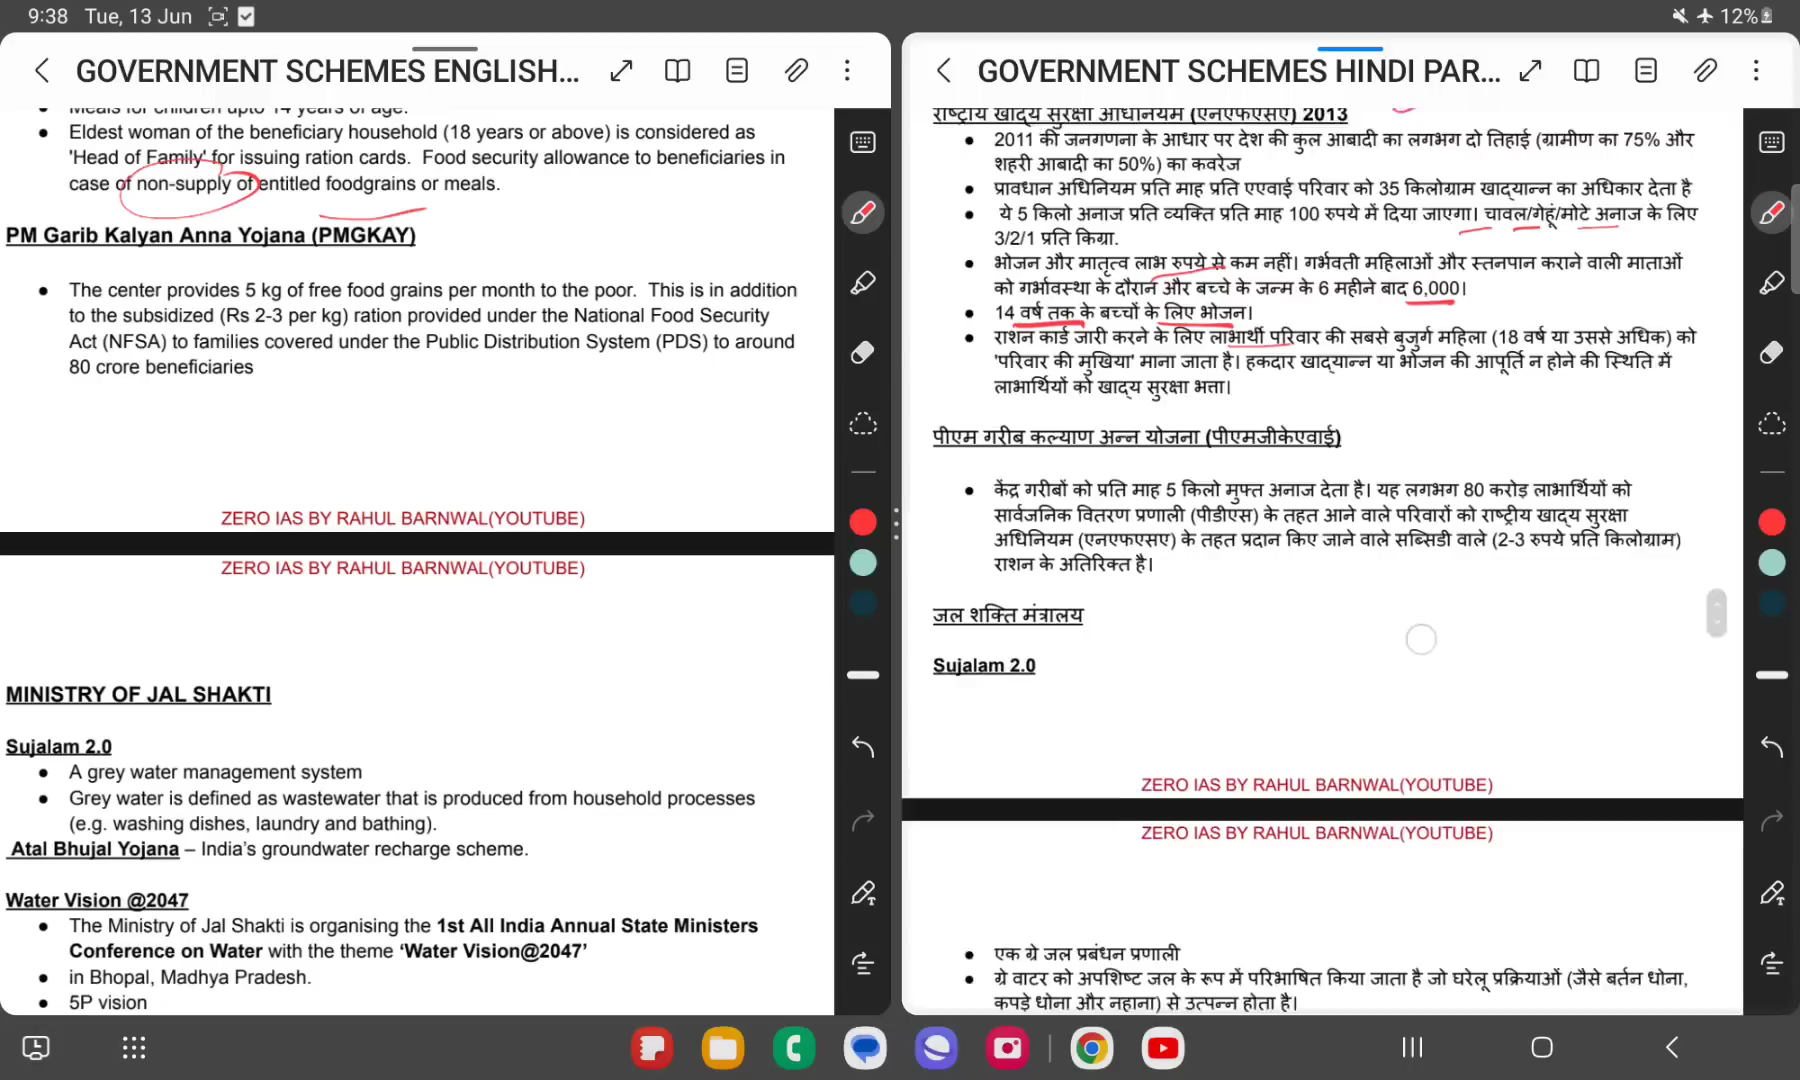 9:38 Tue, 13 Jun
12%
GOVERNMENT SCHEMES ENGLISH...
Meals for children upto 14 years of age.
Eldest woman of the beneficiary household (18 years or above) is considered as
'Head of Family' for issuing ration cards. Food security allowance to beneficiaries in
case of non-supply of entitled foodgrains or meals.
PM Garib Kalyan Anna Yojana (PMGKAY)
The center provides 5 kg of free food grains per month to the poor. This is in addition
to the subsidized (Rs 2-3 per kg) ration provided under the National Food Security
Act (NFSA) to families covered under the Public Distribution System (PDS) to around
80 crore beneficiaries
ZERO IAS BY RAHUL BARNWAL(YOUTUBE)
ZERO IAS BY RAHUL BARNWAL(YOUTUBE)
MINISTRY OF JAL SHAKTI
Sujalam 2.0
A grey water management system
Grey water is defined as wastewater that is produced from household processes
(e.g. washing dishes, laundry and bathing).
Atal Bhujal Yojana – India's groundwater recharge scheme.
Water Vision @2047
The Ministry of Jal Shakti is organising the 1st All India Annual State Ministers
Conference on Water with the theme ‘Water Vision@2047’
in Bhopal, Madhya Pradesh.
5P vision
GOVERNMENT SCHEMES HINDI PAR...
राष्ट्रीय खाद्य सुरक्षा अधिनियम (एनएफएसए) 2013
2011 की जनगणना के आधार पर देश की कुल आबादी का लगभग दो तिहाई (ग्रामीण का 75% और
शहरी आबादी का 50%) का कवरेज
प्रावधान अधिनियम प्रति माह प्रति एएवाई परिवार को 35 किलोग्राम खाद्यान्न का अधिकार देता है
ये 5 किलो अनाज प्रति व्यक्ति प्रति माह 100 रुपये में दिया जाएगा। चावल/गेहूं/मोटे अनाज के लिए
3/2/1 प्रति किग्रा.
भोजन और मातृत्व लाभ रुपये से कम नहीं। गर्भवती महिलाओं और स्तनपान कराने वाली माताओं
को गर्भावस्था के दौरान और बच्चे के जन्म के 6 महीने बाद 6,000।
14 वर्ष तक के बच्चों के लिए भोजन।
राशन कार्ड जारी करने के लिए लाभार्थी परिवार की सबसे बुजुर्ग महिला (18 वर्ष या उससे अधिक) को
'परिवार की मुखिया' माना जाता है। हकदार खाद्यान्न या भोजन की आपूर्ति न होने की स्थिति में
लाभार्थियों को खाद्य सुरक्षा भत्ता।
पीएम गरीब कल्याण अन्न योजना (पीएमजीकेएवाई)
केंद्र गरीबों को प्रति माह 5 किलो मुफ्त अनाज देता है। यह लगभग 80 करोड़ लाभार्थियों को
सार्वजनिक वितरण प्रणाली (पीडीएस) के तहत आने वाले परिवारों को राष्ट्रीय खाद्य सुरक्षा
अधिनियम (एनएफएसए) के तहत प्रदान किए जाने वाले सब्सिडी वाले (2-3 रुपये प्रति किलोग्राम)
राशन के अतिरिक्त है।
जल शक्ति मंत्रालय
Sujalam 2.0
ZERO IAS BY RAHUL BARNWAL(YOUTUBE)
ZERO IAS BY RAHUL BARNWAL(YOUTUBE)
एक ग्रे जल प्रबंधन प्रणाली
ग्रे वाटर को अपशिष्ट जल के रूप में परिभाषित किया जाता है जो घरेलू प्रक्रियाओं (जैसे बर्तन धोना,
कपड़े धोना और नहाना) से उत्पन्न होता है।